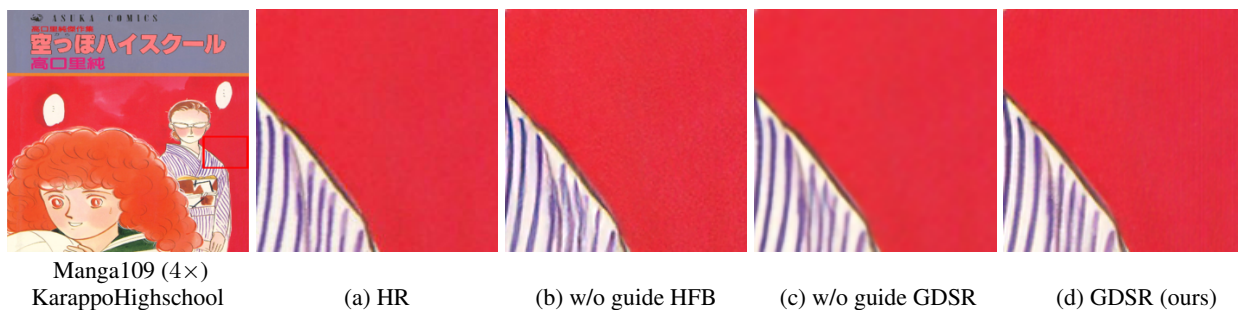 ASUKA COMICS
高口里純傑作集
空っぽハイスクール
高口里純
Manga109 (4×)
KarappoHighschool
(a) HR
(b) w/o guide HFB
(c) w/o guide GDSR
(d) GDSR (ours)